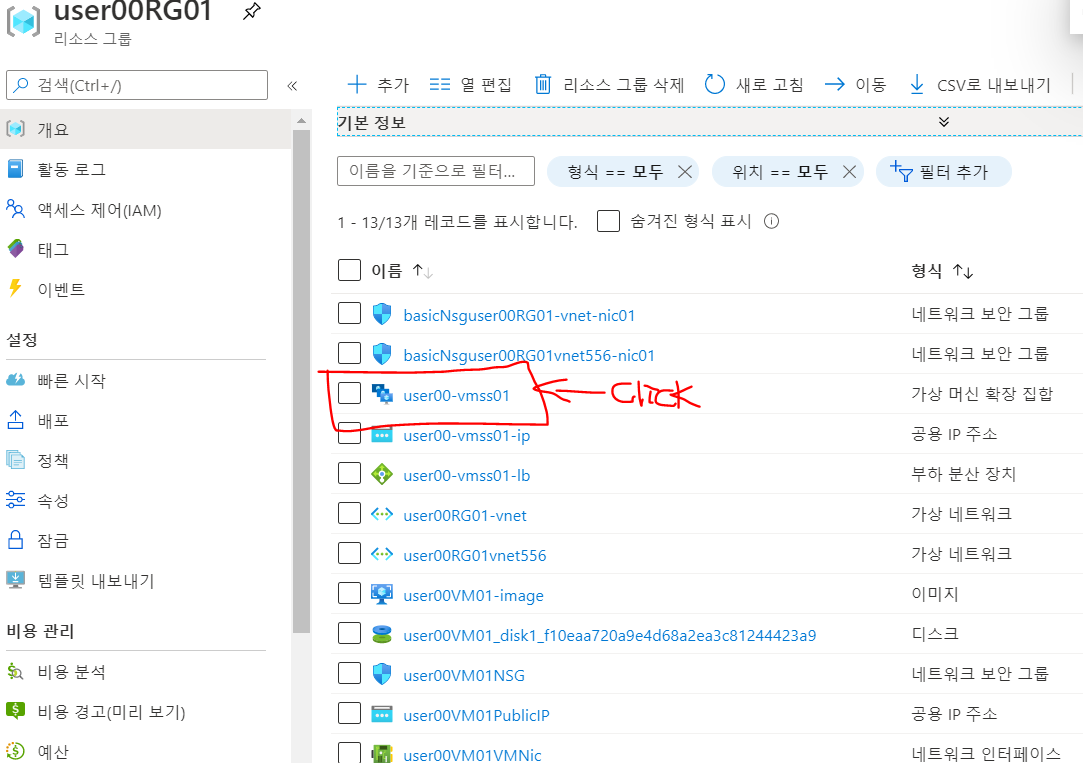 user00RG01
리소스 그룹
검색(Ctrl+/)
«
추가 열 편집 리소스 그룹 삭제 새로 고침 이동 CSV로 내보내기
개요
활동 로그
액세스 제어(IAM)
태그
이벤트
설정
빠른 시작
배포
정책
속성
잠금
템플릿 내보내기
비용 관리
비용 분석
비용 경고(미리 보기)
예산
기본 정보
이름을 기준으로 필터... 형식 == 모두 위치 == 모두 필터 추가
1 - 13/13개 레코드를 표시합니다. 숨겨진 형식 표시
이름 ↑↓ 형식 ↑↓
basicNsguser00RG01-vnet-nic01 네트워크 보안 그룹
basicNsguser00RG01vnet556-nic01 네트워크 보안 그룹
user00-vmss01 가상 머신 확장 집합
click
user00-vmss01-ip 공용 IP 주소
user00-vmss01-lb 부하 분산 장치
user00RG01-vnet 가상 네트워크
user00RG01vnet556 가상 네트워크
user00VM01-image 이미지
user00VM01_disk1_f10eaa720a9e4d68a2ea3c81244423a9 디스크
user00VM01NSG 네트워크 보안 그룹
user00VM01PublicIP 공용 IP 주소
user00VM01VMNic 네트워크 인터페이스